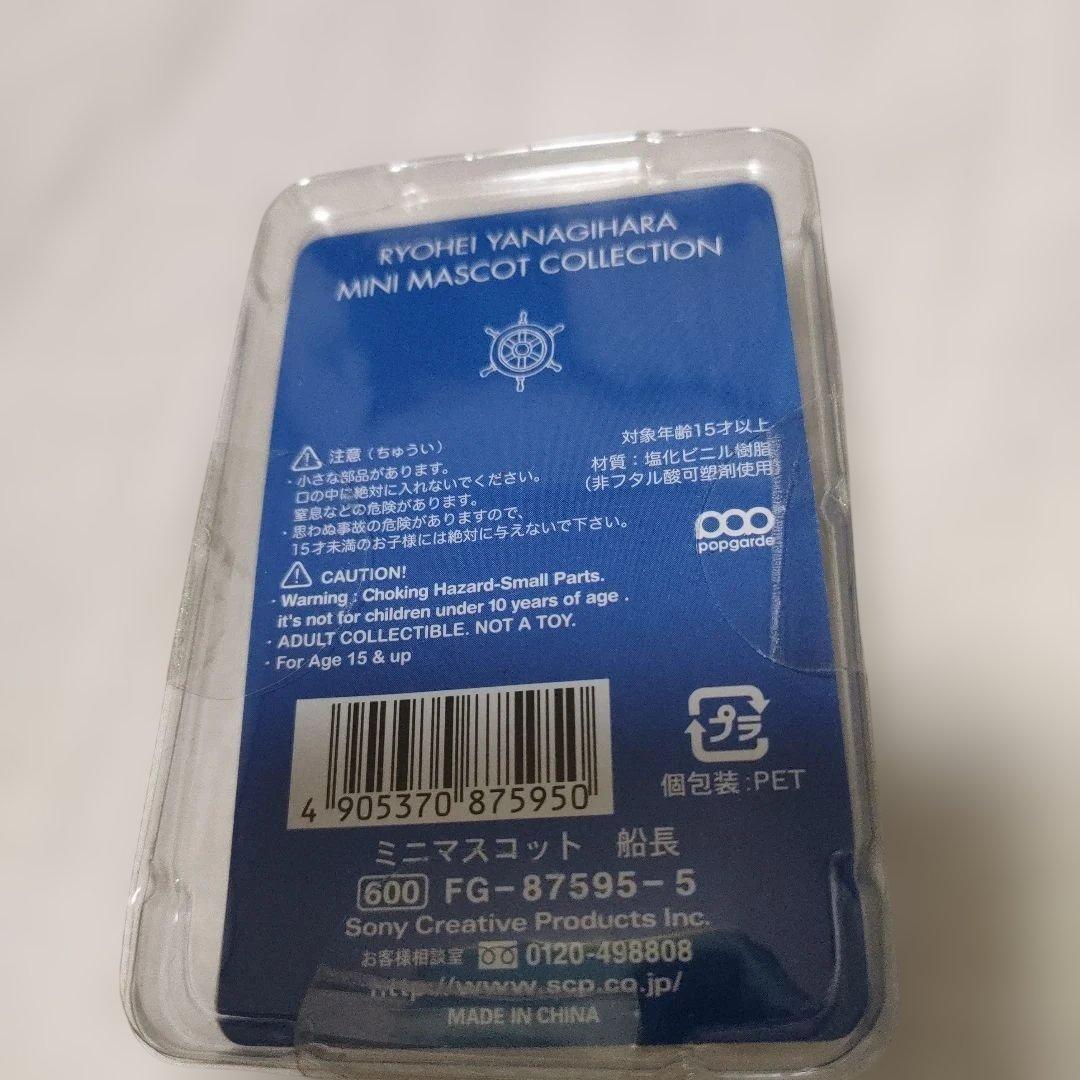 RYOHEI YANAGIHARA
MINI MASCOT COLLECTION
注意（ちゅうい）
・小さな部品があります。
口の中に絶対に入れないでください。
窒息などの危険があります。
・思わぬ事故の危険がありますので、
15才未満のお子様には絶対に与えないで下さい。
対象年齢15才以上
材質：塩化ビニル樹脂
(非フタル酸可塑剤使用)
popgarde
CAUTION!
・Warning : Choking Hazard-Small Parts.
it's not for children under 10 years of age .
・ADULT COLLECTIBLE. NOT A TOY.
・For Age 15 & up
4 905370 875950
プラ
個包装:PET
ミニマスコット 船長
600 FG-87595-5
Sony Creative Products Inc.
お客様相談室 0120-498808
http://www.scp.co.jp/
MADE IN CHINA